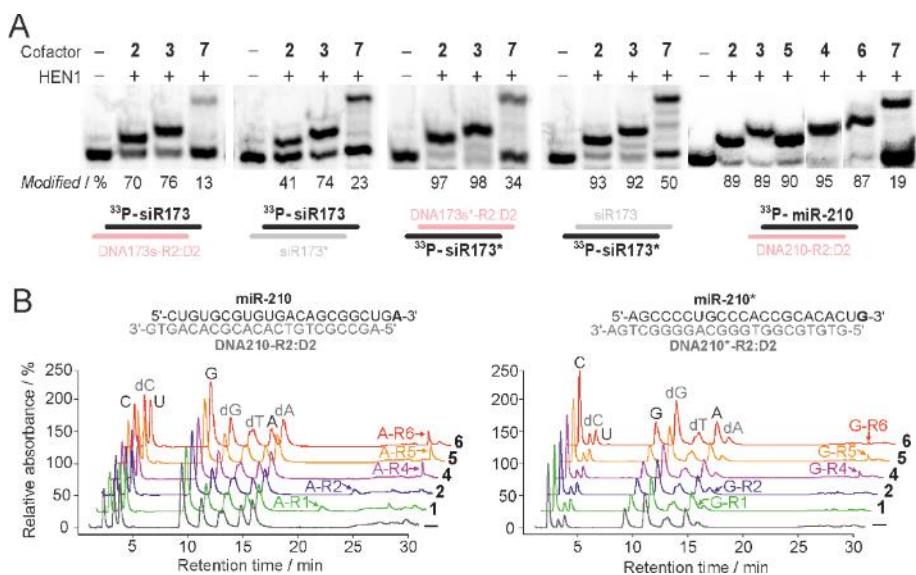 A
Cofactor – 2 3 7 – 2 3 7 – 2 3 7 – 2 3 7 – 2 3 5 4 6 7
HEN1 – + + + – + + + – + + + – + + + – + + + + + +
Modified / % 70 76 13 41 74 23 97 98 34 93 92 50 89 89 90 95 87 19
³³P-siR173 ³³P-siR173 DNA173s*-R2:D2 siR173 ³³P- miR-210
DNA173s-R2:D2 siR173* ³³P-siR173* ³³P-siR173* DNA210-R2:D2
B
miR-210
5'-CUGUGCGUGUGACAGCGGCUGA-3'
3'-GTGACACGCACACTGTCGCCGA-5'
DNA210-R2:D2
Relative absorbance / %
250
200
150
100
50
0
C dC U G dG dT A dA
A-R6 6
A-R5 5
A-R4 4
A-R2 2
A-R1 1
—
5 10 15 20 25 30
Retention time / min
miR-210*
5'-AGCCCCUGCCCACCGCACACUG-3'
3'-AGTCGGGGACGGGTGGCGTGTG-5'
DNA210*-R2:D2
250
200
150
100
50
0
C dC U G dG dT A dA
G-R6 6
G-R5 5
G-R4 4
G-R2 2
G-R1 1
—
5 10 15 20 25 30
Retention time / min